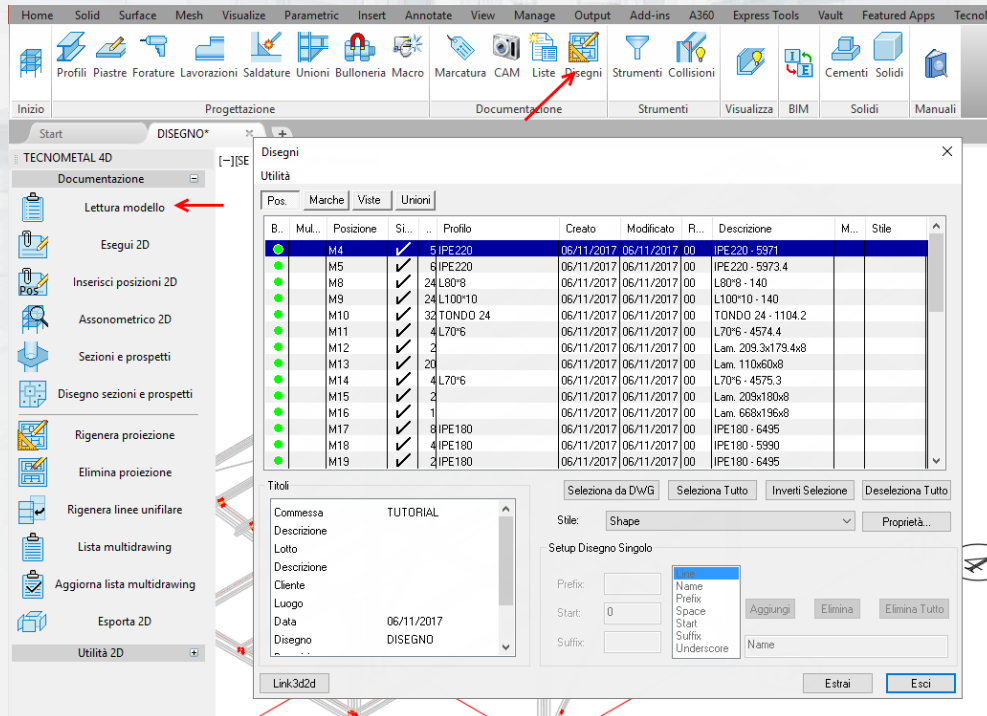 Home Solid Surface Mesh Visualize Parametric Insert Annotate View Manage Output Add-ins A360 Express Tools Vault Featured Apps
Profili Piastre Forature Lavorazioni Saldature Unioni Bulloneria Macro Marcatura CAM Liste Disegni Strumenti Collisioni Cementi Solidi
Inizio Progettazione Documentazione Strumenti Visualizza BIM Solidi Manuali
Start DISEGNO*
TECNOMETAL 4D
Documentazione
Lettura modello
Esegui 2D
Inserisci posizioni 2D
Assonometrico 2D
Sezioni e prospetti
Disegno sezioni e prospetti
Rigenera proiezione
Elimina proiezione
Rigenera linee unifilare
Lista multidrawing
Aggiorna lista multidrawing
Esporta 2D
Utilità 2D
[−][SE
Disegni
Utilità
Pos. Marche Viste Unioni
B... Mul... Posizione Si... .. Profilo Creato Modificato R... Descrizione M... Stile
M4 5 IPE220 06/11/2017 06/11/2017 00 IPE220 - 5971
M5 6 IPE220 06/11/2017 06/11/2017 00 IPE220 - 5973.4
M8 24 L80*8 06/11/2017 06/11/2017 00 L80*8 - 140
M9 24 L100*10 06/11/2017 06/11/2017 00 L100*10 - 140
M10 32 TONDO 24 06/11/2017 06/11/2017 00 TONDO 24 - 1104.2
M11 4 L70*6 06/11/2017 06/11/2017 00 L70*6 - 4574.4
M12 2 06/11/2017 06/11/2017 00 Lam. 209.3x179.4x8
M13 20 06/11/2017 06/11/2017 00 Lam. 110x60x8
M14 4 L70*6 06/11/2017 06/11/2017 00 L70*6 - 4575.3
M15 2 06/11/2017 06/11/2017 00 Lam. 209x180x8
M16 1 06/11/2017 06/11/2017 00 Lam. 668x196x8
M17 8 IPE180 06/11/2017 06/11/2017 00 IPE180 - 6495
M18 4 IPE180 06/11/2017 06/11/2017 00 IPE180 - 5990
M19 2 IPE180 06/11/2017 06/11/2017 00 IPE180 - 6495
Titoli
Commessa TUTORIAL
Descrizione
Lotto
Descrizione
Cliente
Luogo
Data 06/11/2017
Disegno DISEGNO
Seleziona da DWG Seleziona Tutto Inverti Selezione Deseleziona Tutto
Stile: Shape Proprietà...
Setup Disegno Singolo
Prefix:
Start: 0
Suffix:
Line
Name
Prefix
Space
Start
Suffix
Underscore
Aggiungi Elimina Elimina Tutto
Name
Link3d2d Estrai Esci